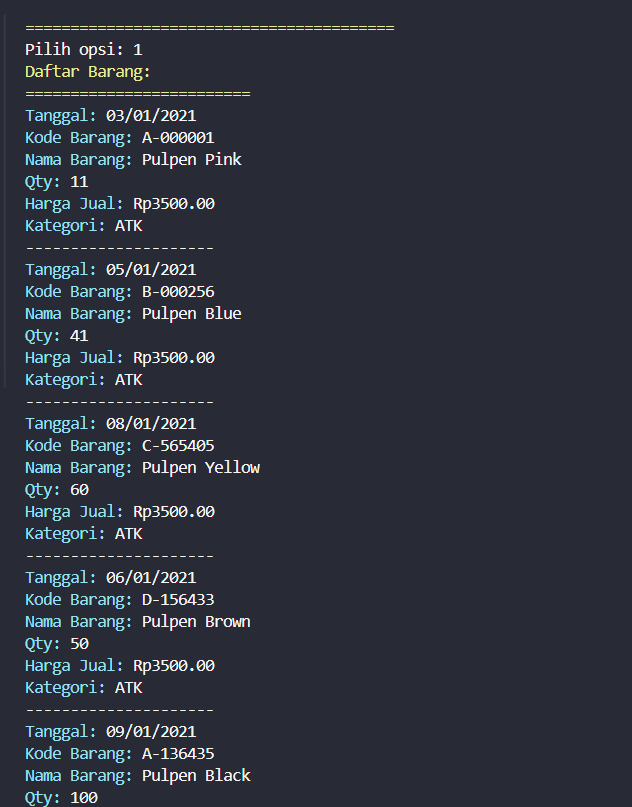 =========================================
Pilih opsi: 1
Daftar Barang:
=========================
Tanggal: 03/01/2021
Kode Barang: A-000001
Nama Barang: Pulpen Pink
Qty: 11
Harga Jual: Rp3500.00
Kategori: ATK
---------------------
Tanggal: 05/01/2021
Kode Barang: B-000256
Nama Barang: Pulpen Blue
Qty: 41
Harga Jual: Rp3500.00
Kategori: ATK
---------------------
Tanggal: 08/01/2021
Kode Barang: C-565405
Nama Barang: Pulpen Yellow
Qty: 60
Harga Jual: Rp3500.00
Kategori: ATK
---------------------
Tanggal: 06/01/2021
Kode Barang: D-156433
Nama Barang: Pulpen Brown
Qty: 50
Harga Jual: Rp3500.00
Kategori: ATK
---------------------
Tanggal: 09/01/2021
Kode Barang: A-136435
Nama Barang: Pulpen Black
Qty: 100